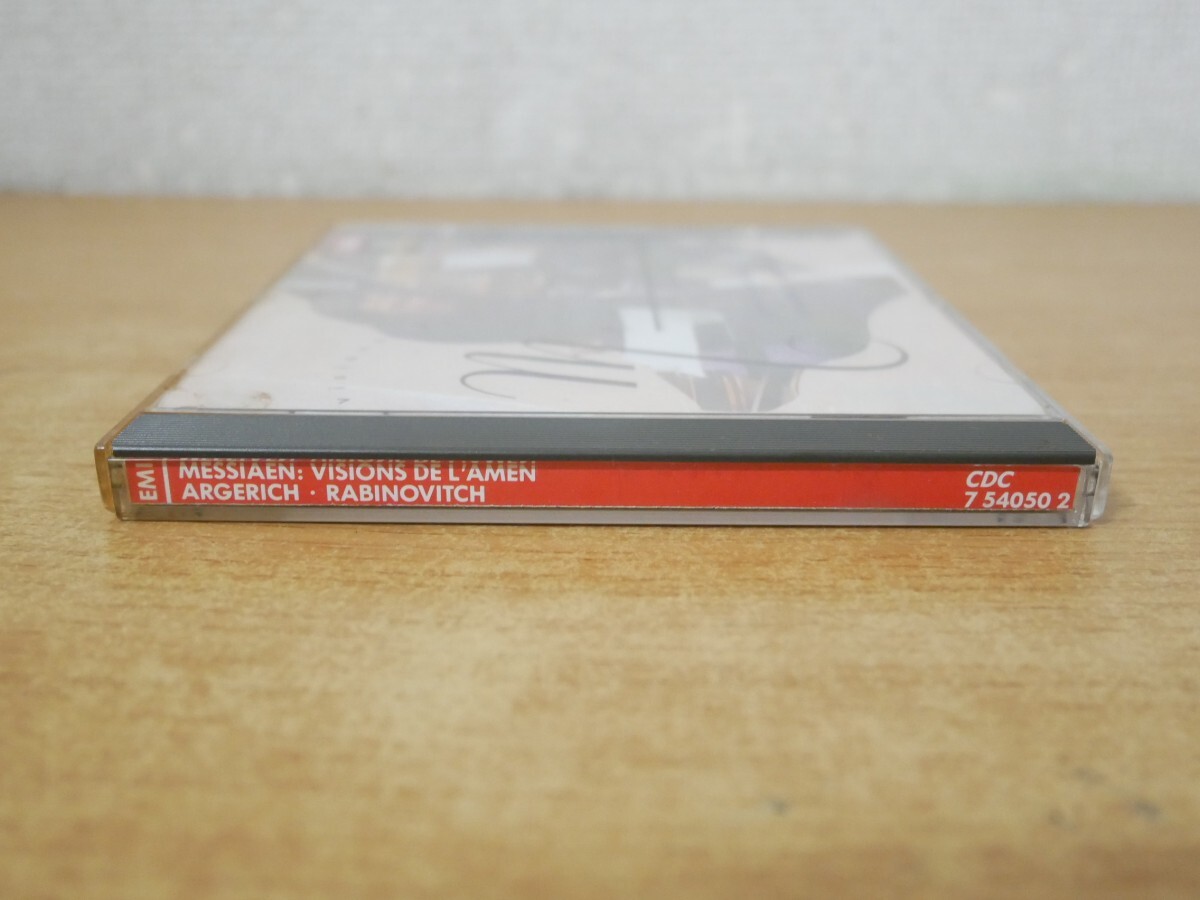 EMI
MESSIAEN: VISIONS DE L'AMEN
ARGERICH · RABINOVITCH
CDC
7 54050 2